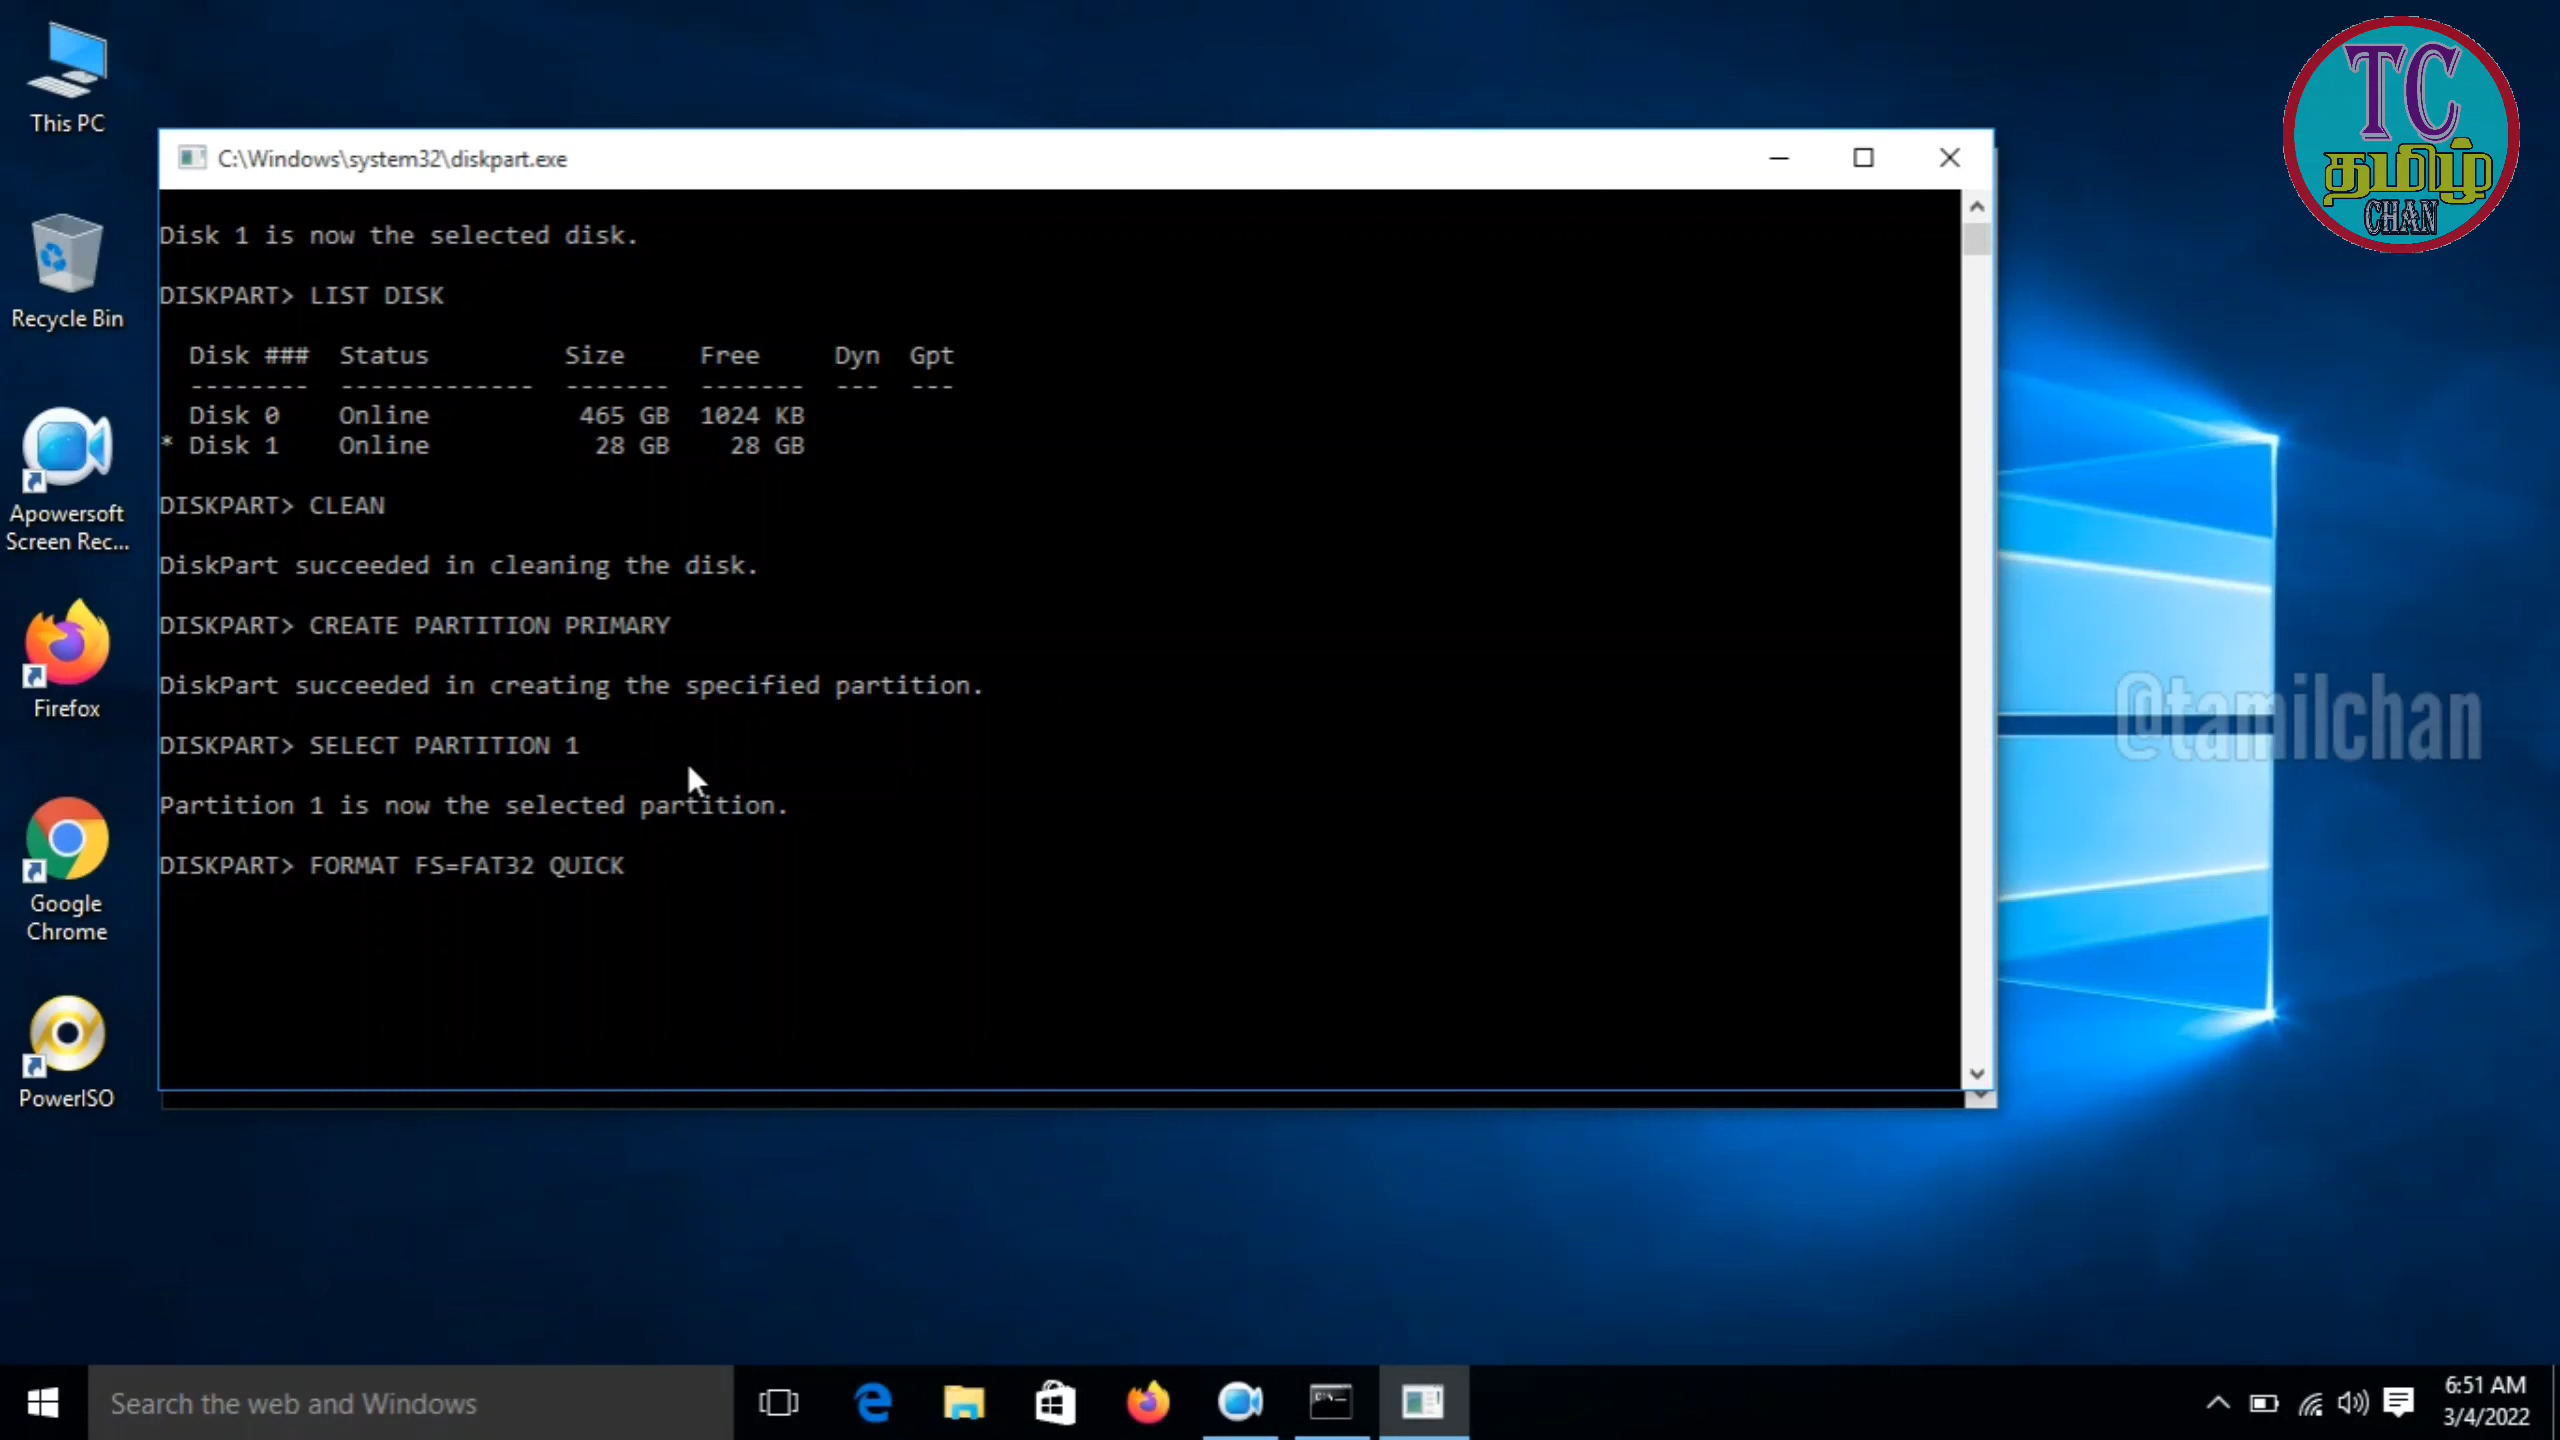 This PC
Recycle Bin
Apowersoft
Screen Rec...
Firefox
Google
Chrome
PowerISO
C:\Windows\system32\diskpart.exe
Disk 1 is now the selected disk.
DISKPART> LIST DISK
Disk ### Status Size Free Dyn Gpt
-------- ------------- ------- ------- --- ---
Disk 0 Online 465 GB 1024 KB
* Disk 1 Online 28 GB 28 GB
DISKPART> CLEAN
DiskPart succeeded in cleaning the disk.
DISKPART> CREATE PARTITION PRIMARY
DiskPart succeeded in creating the specified partition.
DISKPART> SELECT PARTITION 1
Partition 1 is now the selected partition.
DISKPART> FORMAT FS=FAT32 QUICK
TC
தமிழ்
CHAN
@tamilchan
Search the web and Windows
6:51 AM
3/4/2022